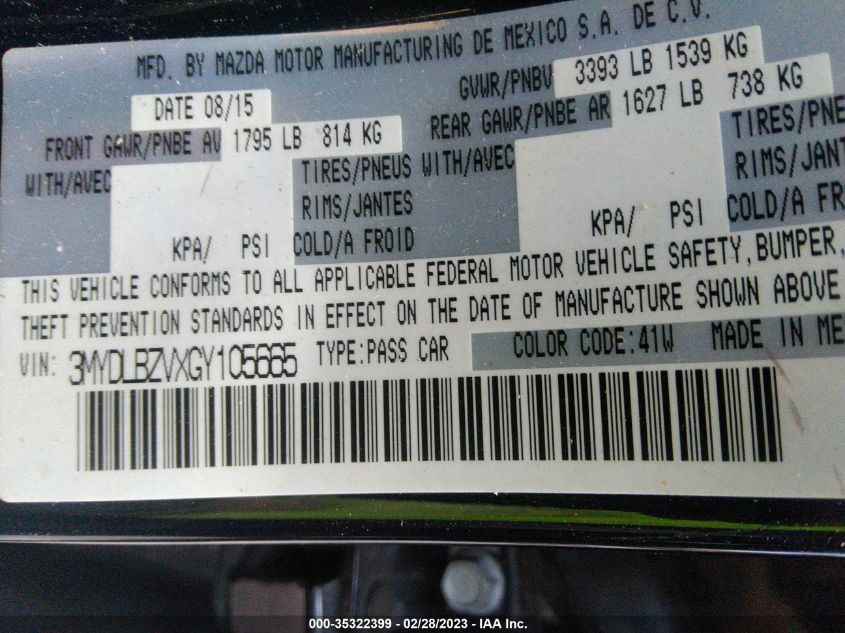 MFD. BY MAZDA MOTOR MANUFACTURING DE MEXICO S.A. DE C.V.
DATE 08/15
GVWR/PNBV 3393 LB 1539 KG
FRONT GAWR/PNBE AV 1795 LB 814 KG
REAR GAWR/PNBE AR 1627 LB 738 KG
WITH/AVEC TIRES/PNEUS
WITH/AVEC TIRES/PNE
RIMS/JANTES
RIMS/JANT
KPA/ PSI COLD/A FROID
KPA/ PSI COLD/A FR
THIS VEHICLE CONFORMS TO ALL APPLICABLE FEDERAL MOTOR VEHICLE SAFETY, BUMPER,
THEFT PREVENTION STANDARDS IN EFFECT ON THE DATE OF MANUFACTURE SHOWN ABOVE
VIN: 3MYDLBZVXGY105665 TYPE:PASS CAR COLOR CODE:41W MADE IN ME
000-35322399 - 02/28/2023 - IAA Inc.